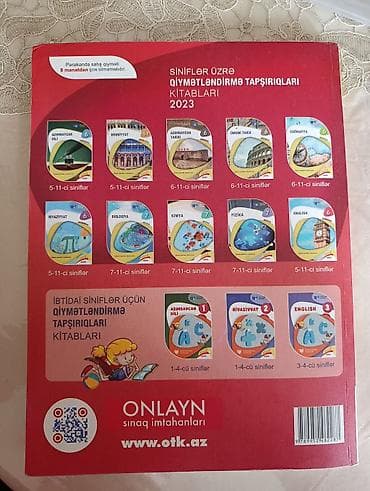 Pərakəndə satış qiyməti
8 manatdan çox olmamalıdır.
SİNİFLƏR ÜZRƏ
QİYMƏTLƏNDİRMƏ TAPŞIRIQLARI
KİTABLARI
2023
AZƏRBAYCAN DİLİ
ƏDƏBİYYAT
AZƏRBAYCAN TARİXİ
ÜMUMİ TARİX
COĞRAFİYA
5-11-ci siniflər
5-11-ci siniflər
6-11-ci siniflər
6-11-ci siniflər
6-11-ci siniflər
RİYAZİYYAT
BİOLOGİYA
KİMYA
FİZİKA
ENGLISH
5-11-ci siniflər
7-11-ci siniflər
7-11-ci siniflər
7-11-ci siniflər
5-11-ci siniflər
İBTİDAİ SİNİFLƏR ÜÇÜN
QİYMƏTLƏNDİRMƏ
TAPŞIRIQLARI
KİTABLARI
AZƏRBAYCAN DİLİ 1
RİYAZİYYAT 2
ENGLISH 3
1-4-cü siniflər
1-4-cü siniflər
3-4-cü siniflər
ONLAYN
sınaq imtahanları
www.otk.az